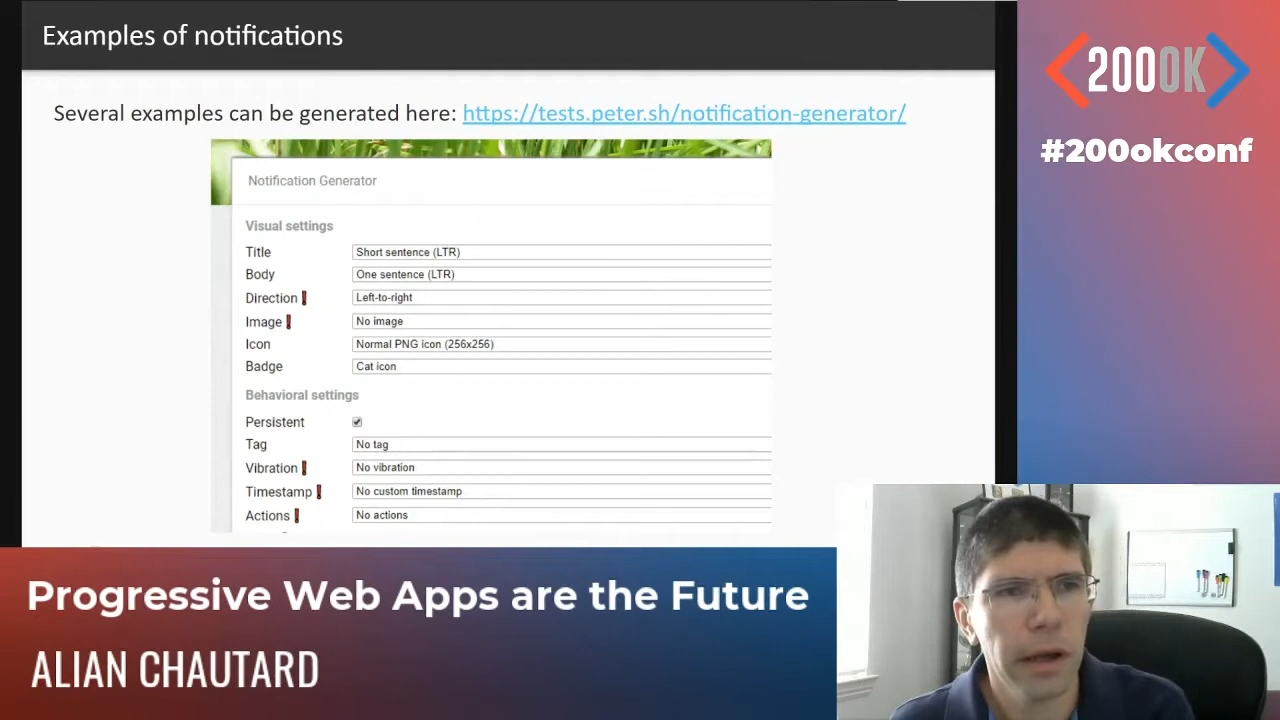 Examples of notifications
Several examples can be generated here: https://tests.peter.sh/notification-generator/
Notification Generator
Visual settings
Title Short sentence (LTR)
Body One sentence (LTR)
Direction Left-to-right
Image No image
Icon Normal PNG icon (256x256)
Badge Cat icon
Behavioral settings
Persistent
Tag No tag
Vibration No vibration
Timestamp No custom timestamp
Actions No actions
200OK
#200okconf
Progressive Web Apps are the Future
ALIAN CHAUTARD